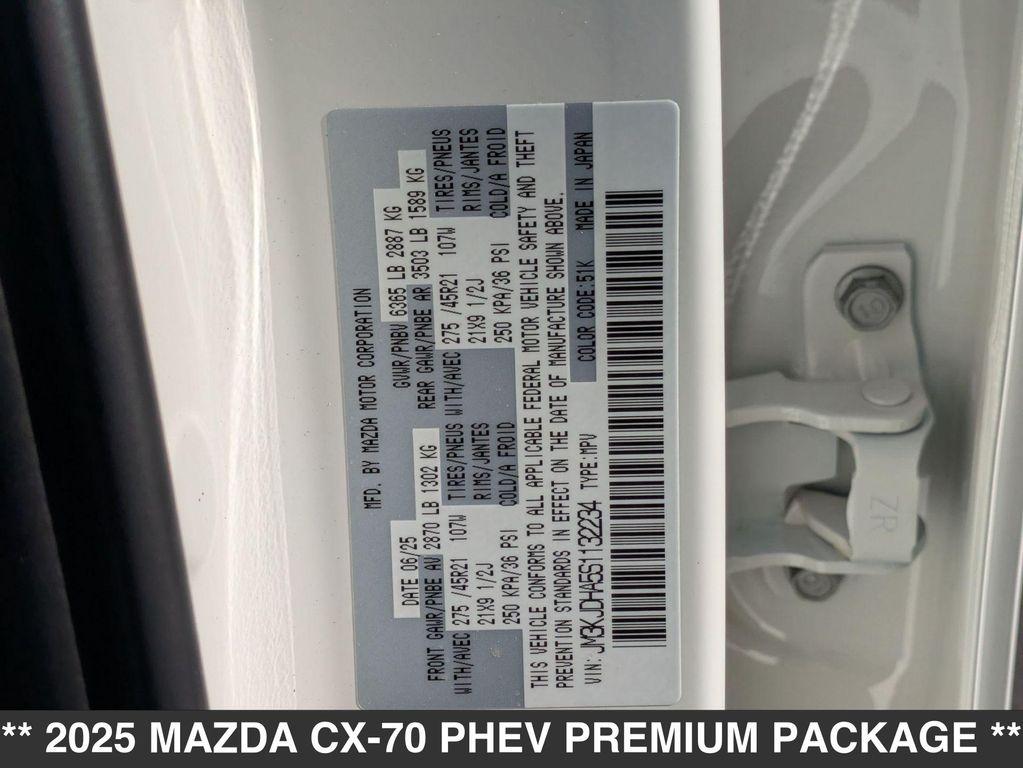 MFD. BY MAZDA MOTOR CORPORATION
DATE 06/25 GVWR/PNBV 6365 LB 2887 KG
FRONT GAWR/PNBE AV 2870 LB 1302 KG REAR GAWR/PNBE AR 3503 LB 1589 KG
WITH/AVEC 275 /45R21 107W TIRES/PNEUS WITH/AVEC 275 /45R21 107W TIRES/PNEUS
21X9 1/2J RIMS/JANTES 21X9 1/2J RIMS/JANTES
250 KPA/36 PSI COLD/A FROID 250 KPA/36 PSI COLD/A FROID
THIS VEHICLE CONFORMS TO ALL APPLICABLE FEDERAL MOTOR VEHICLE SAFETY AND THEFT
PREVENTION STANDARDS IN EFFECT ON THE DATE OF MANUFACTURE SHOWN ABOVE.
COLOR CODE:51K MADE IN JAPAN
VIN: JM3KJDHA5S1132234 TYPE:MPV
ZR
** 2025 MAZDA CX-70 PHEV PREMIUM PACKAGE **